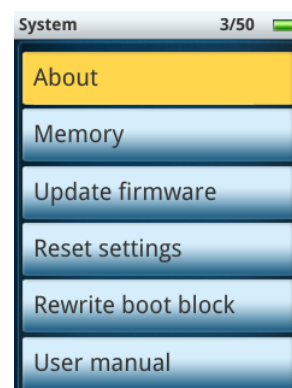 System 3/50
About
Memory
Update firmware
Reset settings
Rewrite boot block
User manual